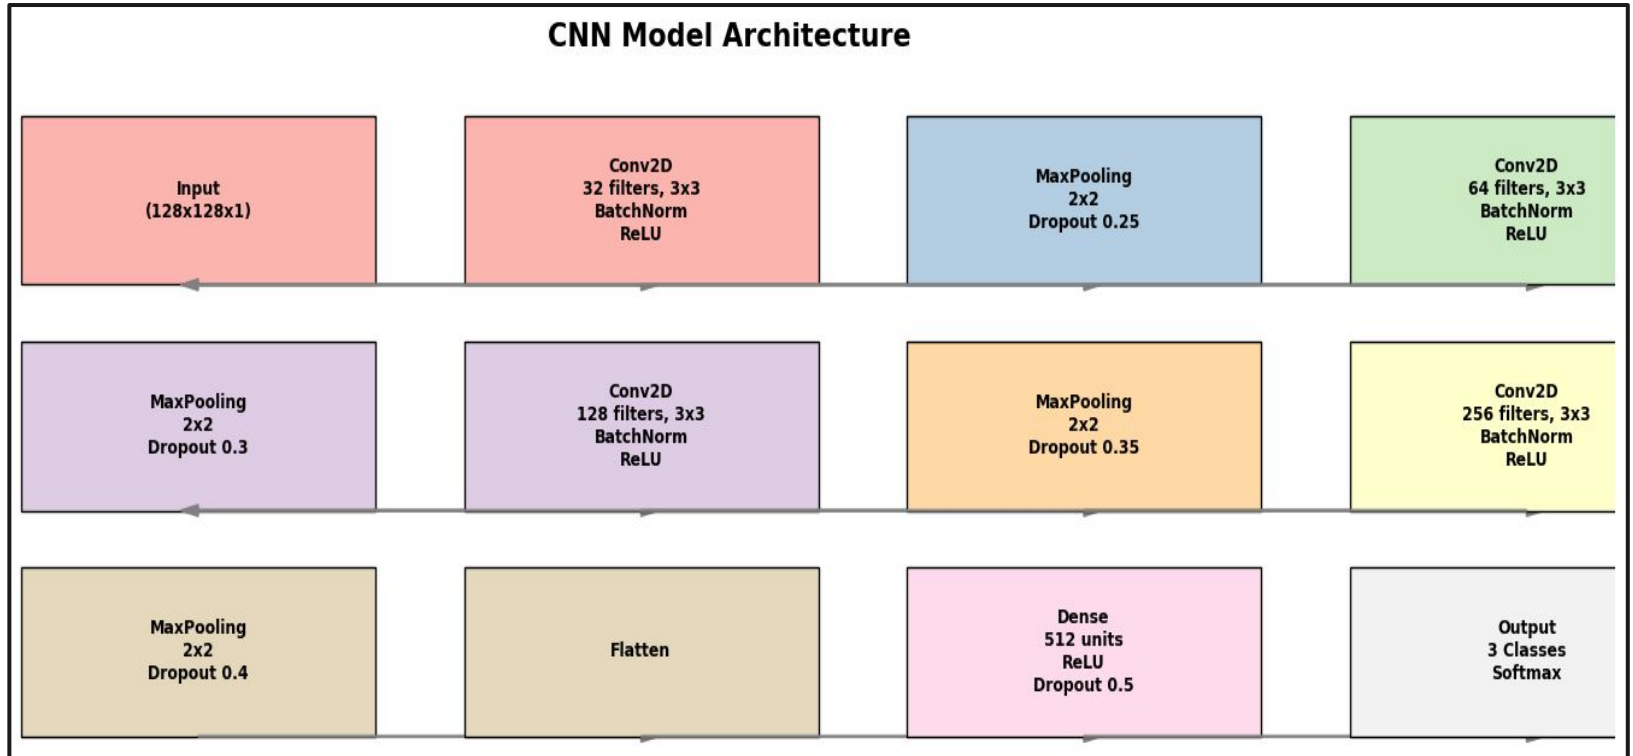 CNN Model Architecture
Input
(128x128x1)
Conv2D
32 filters, 3x3
BatchNorm
ReLU
MaxPooling
2x2
Dropout 0.25
Conv2D
64 filters, 3x3
BatchNorm
ReLU
MaxPooling
2x2
Dropout 0.3
Conv2D
128 filters, 3x3
BatchNorm
ReLU
MaxPooling
2x2
Dropout 0.35
Conv2D
256 filters, 3x3
BatchNorm
ReLU
MaxPooling
2x2
Dropout 0.4
Flatten
Dense
512 units
ReLU
Dropout 0.5
Output
3 Classes
Softmax